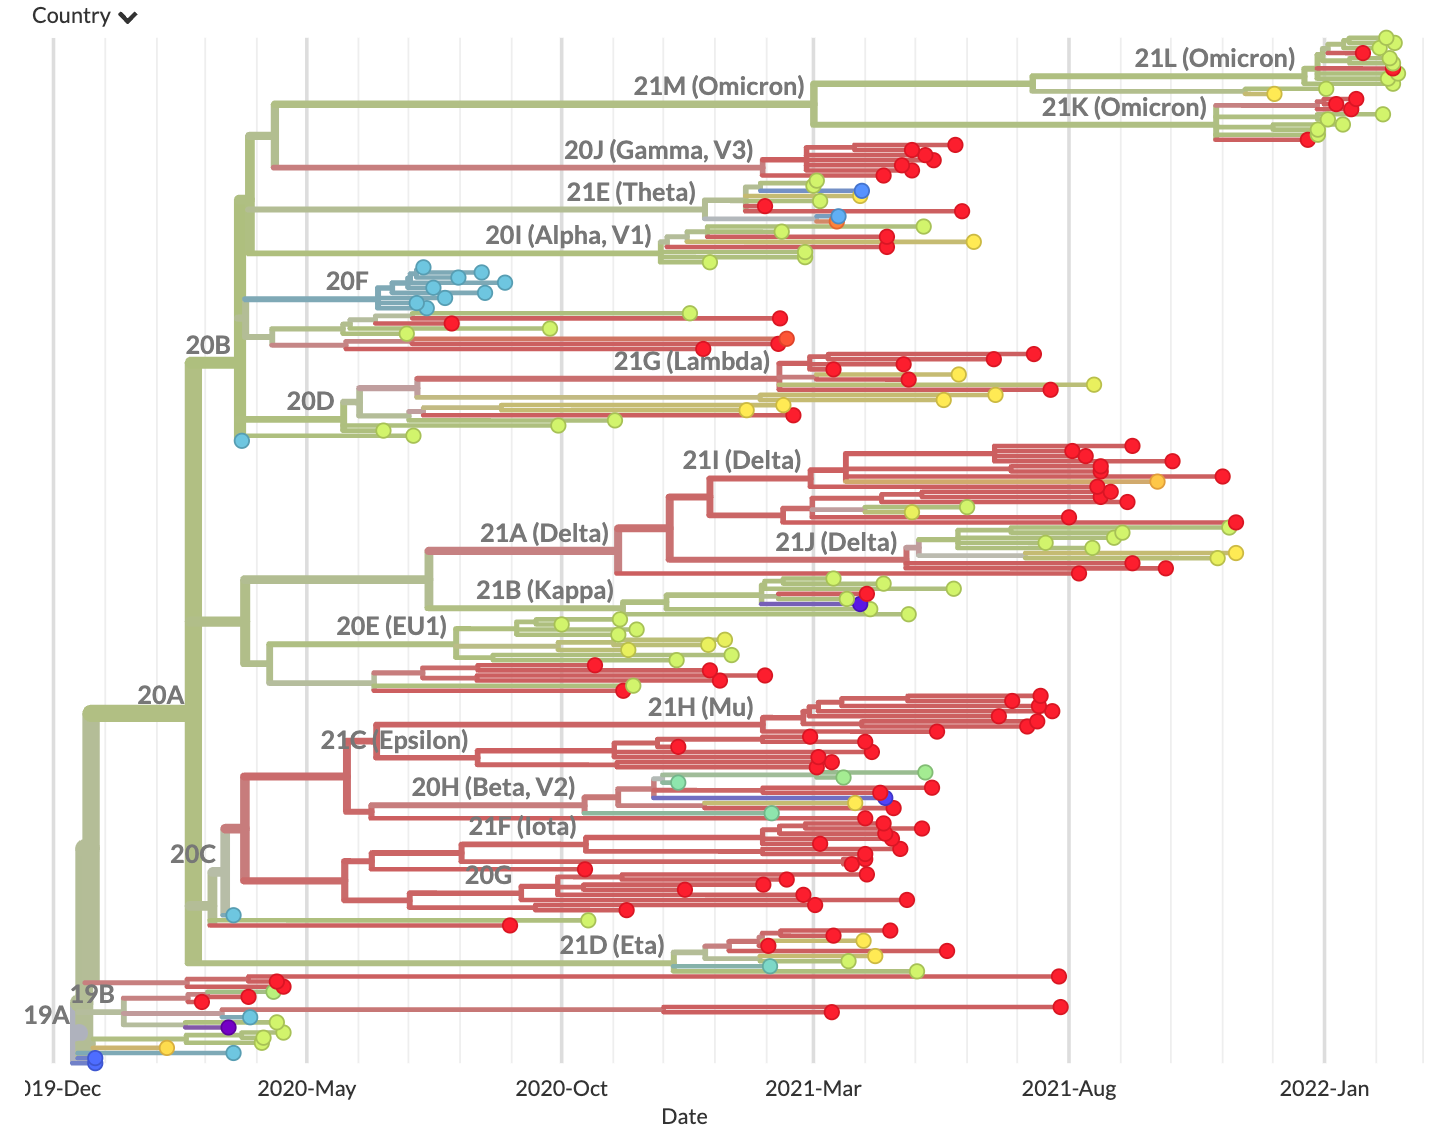 Country
21L (Omicron)
21M (Omicron)
21K (Omicron)
20J (Gamma, V3)
21E (Theta)
20I (Alpha, V1)
20F
20B
21G (Lambda)
20D
21I (Delta)
21A (Delta)
21J (Delta)
21B (Kappa)
20E (EU1)
20A
21H (Mu)
21C (Epsilon)
20H (Beta, V2)
21F (Iota)
20C
20G
21D (Eta)
19B
19A
019-Dec 2020-May 2020-Oct 2021-Mar 2021-Aug 2022-Jan
Date